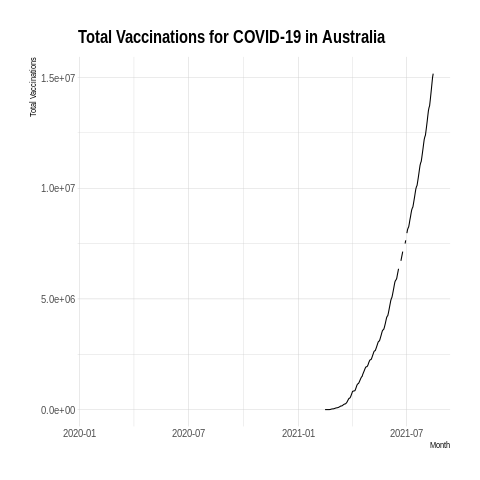 Total Vaccinations for COVID-19 in Australia
Total Vaccinations
1.5e+07
1.0e+07
5.0e+06
0.0e+00
2020-01 2020-07 2021-01 2021-07
Month